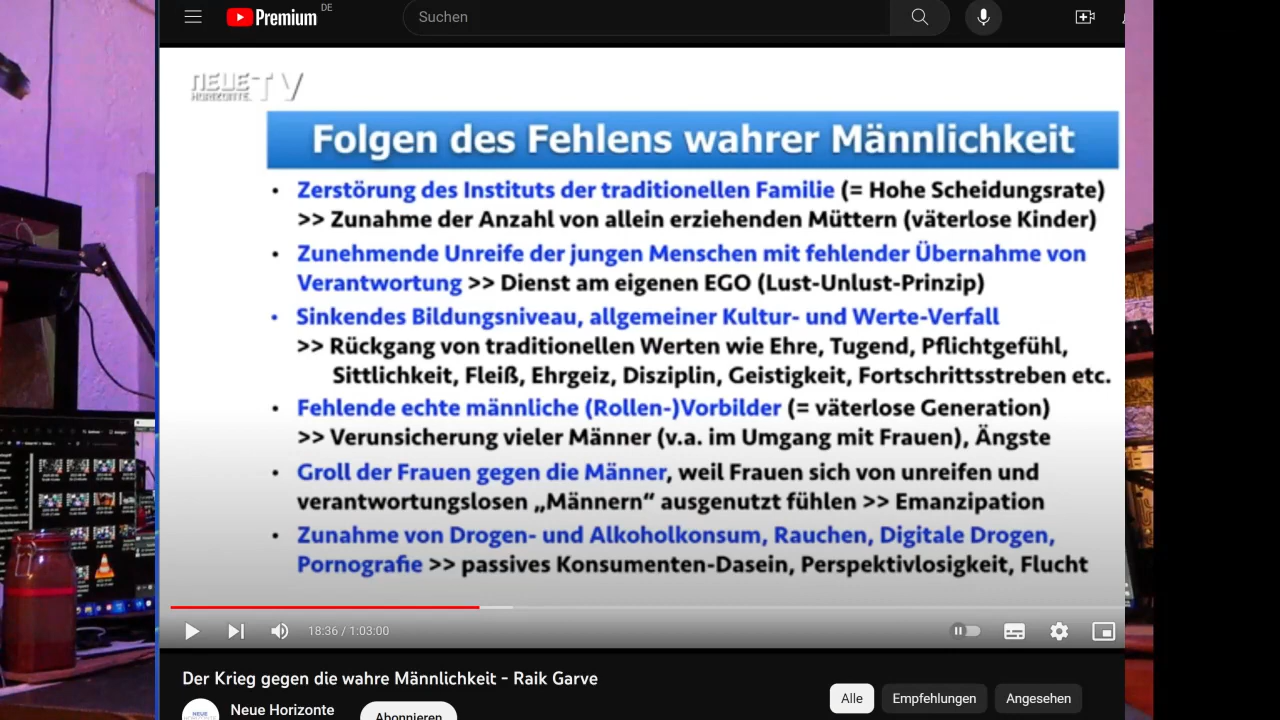 Premium DE
Suchen
NEUE HORIZONTE TV
Folgen des Fehlens wahrer Männlichkeit
• Zerstörung des Instituts der traditionellen Familie (= Hohe Scheidungsrate)
>> Zunahme der Anzahl von allein erziehenden Müttern (väterlose Kinder)
• Zunehmende Unreife der jungen Menschen mit fehlender Übernahme von
Verantwortung >> Dienst am eigenen EGO (Lust-Unlust-Prinzip)
• Sinkendes Bildungsniveau, allgemeiner Kultur- und Werte-Verfall
>> Rückgang von traditionellen Werten wie Ehre, Tugend, Pflichtgefühl,
Sittlichkeit, Fleiß, Ehrgeiz, Disziplin, Geistigkeit, Fortschrittsstreben etc.
• Fehlende echte männliche (Rollen-)Vorbilder (= väterlose Generation)
>> Verunsicherung vieler Männer (v.a. im Umgang mit Frauen), Ängste
• Groll der Frauen gegen die Männer, weil Frauen sich von unreifen und
verantwortungslosen „Männern“ ausgenutzt fühlen >> Emanzipation
• Zunahme von Drogen- und Alkoholkonsum, Rauchen, Digitale Drogen,
Pornografie >> passives Konsumenten-Dasein, Perspektivlosigkeit, Flucht
18:36 / 1:03:00
Der Krieg gegen die wahre Männlichkeit - Raik Garve
Alle
Empfehlungen
Angesehen
NEUE
Neue Horizonte
Abonnieren